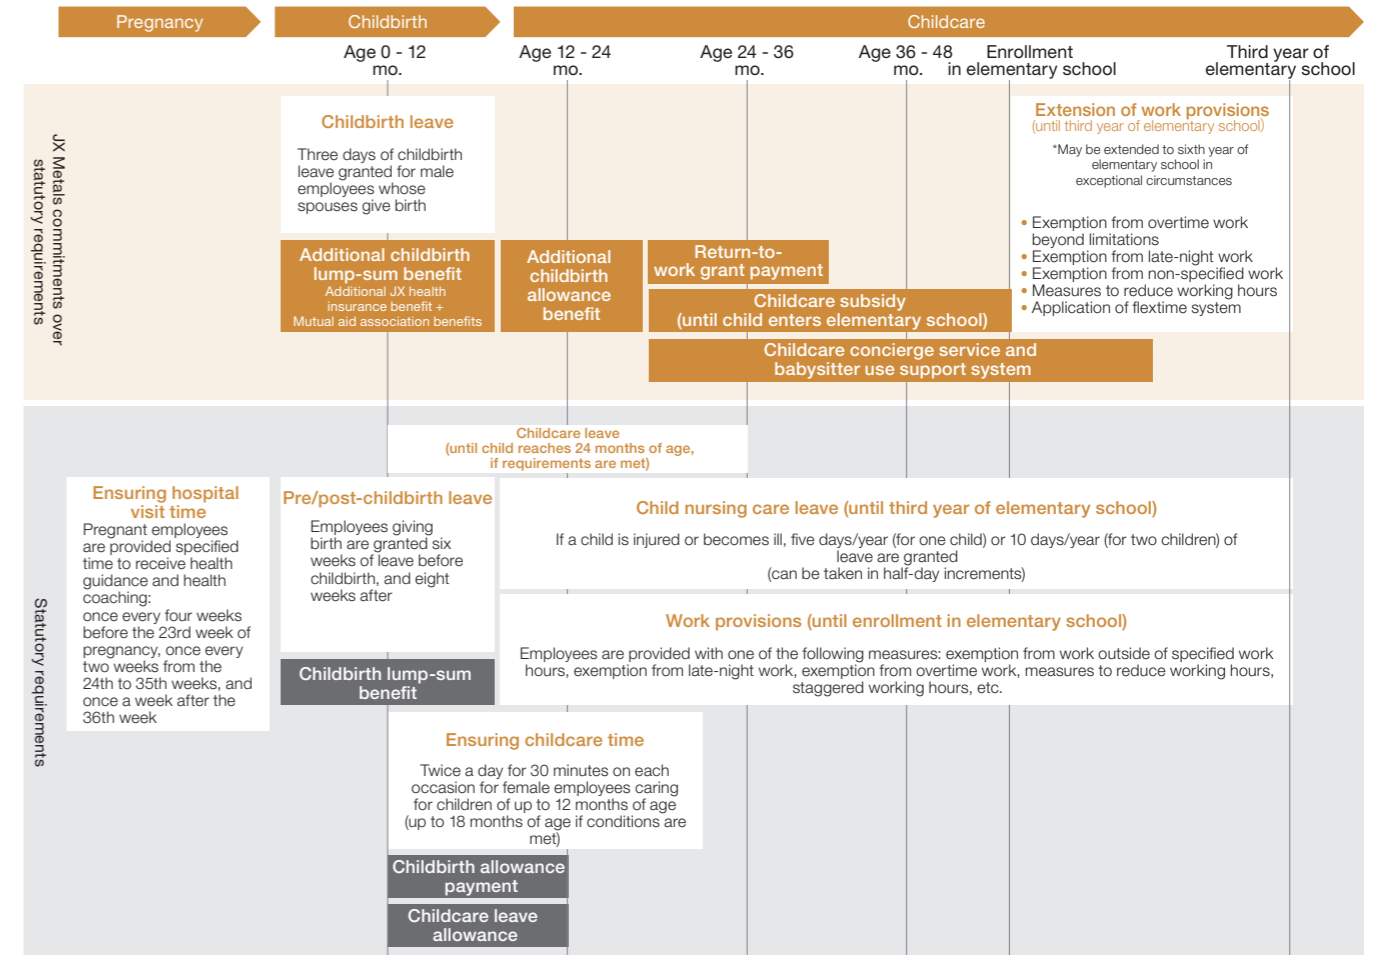 Pregnancy
Childbirth
Childcare
Age 0 - 12
mo.
Age 12 - 24
mo.
Age 24 - 36
mo.
Age 36 - 48
mo.
Enrollment
in elementary school
Third year of
elementary school
JX Metals commitments over
statutory requirements
Childbirth leave
Three days of childbirth
leave granted for male
employees whose
spouses give birth
Additional childbirth
lump-sum benefit
Additional JX health
insurance benefit +
Mutual aid association benefits
Additional
childbirth
allowance
benefit
Return-to-
work grant payment
Childcare subsidy
(until child enters elementary school)
Childcare concierge service and
babysitter use support system
Extension of work provisions
(until third year of elementary school)
*May be extended to sixth year of
elementary school in
exceptional circumstances
• Exemption from overtime work
beyond limitations
• Exemption from late-night work
• Exemption from non-specified work
• Measures to reduce working hours
• Application of flextime system
Statutory requirements
Childcare leave
(until child reaches 24 months of age,
if requirements are met)
Ensuring hospital
visit time
Pregnant employees
are provided specified
time to receive health
guidance and health
coaching:
once every four weeks
before the 23rd week of
pregnancy, once every
two weeks from the
24th to 35th weeks, and
once a week after the
36th week
Pre/post-childbirth leave
Employees giving
birth are granted six
weeks of leave before
childbirth, and eight
weeks after
Childbirth lump-sum
benefit
Child nursing care leave (until third year of elementary school)
If a child is injured or becomes ill, five days/year (for one child) or 10 days/year (for two children) of
leave are granted
(can be taken in half-day increments)
Work provisions (until enrollment in elementary school)
Employees are provided with one of the following measures: exemption from work outside of specified work
hours, exemption from late-night work, exemption from overtime work, measures to reduce working hours,
staggered working hours, etc.
Ensuring childcare time
Twice a day for 30 minutes on each
occasion for female employees caring
for children of up to 12 months of age
(up to 18 months of age if conditions are
met)
Childbirth allowance
payment
Childcare leave
allowance